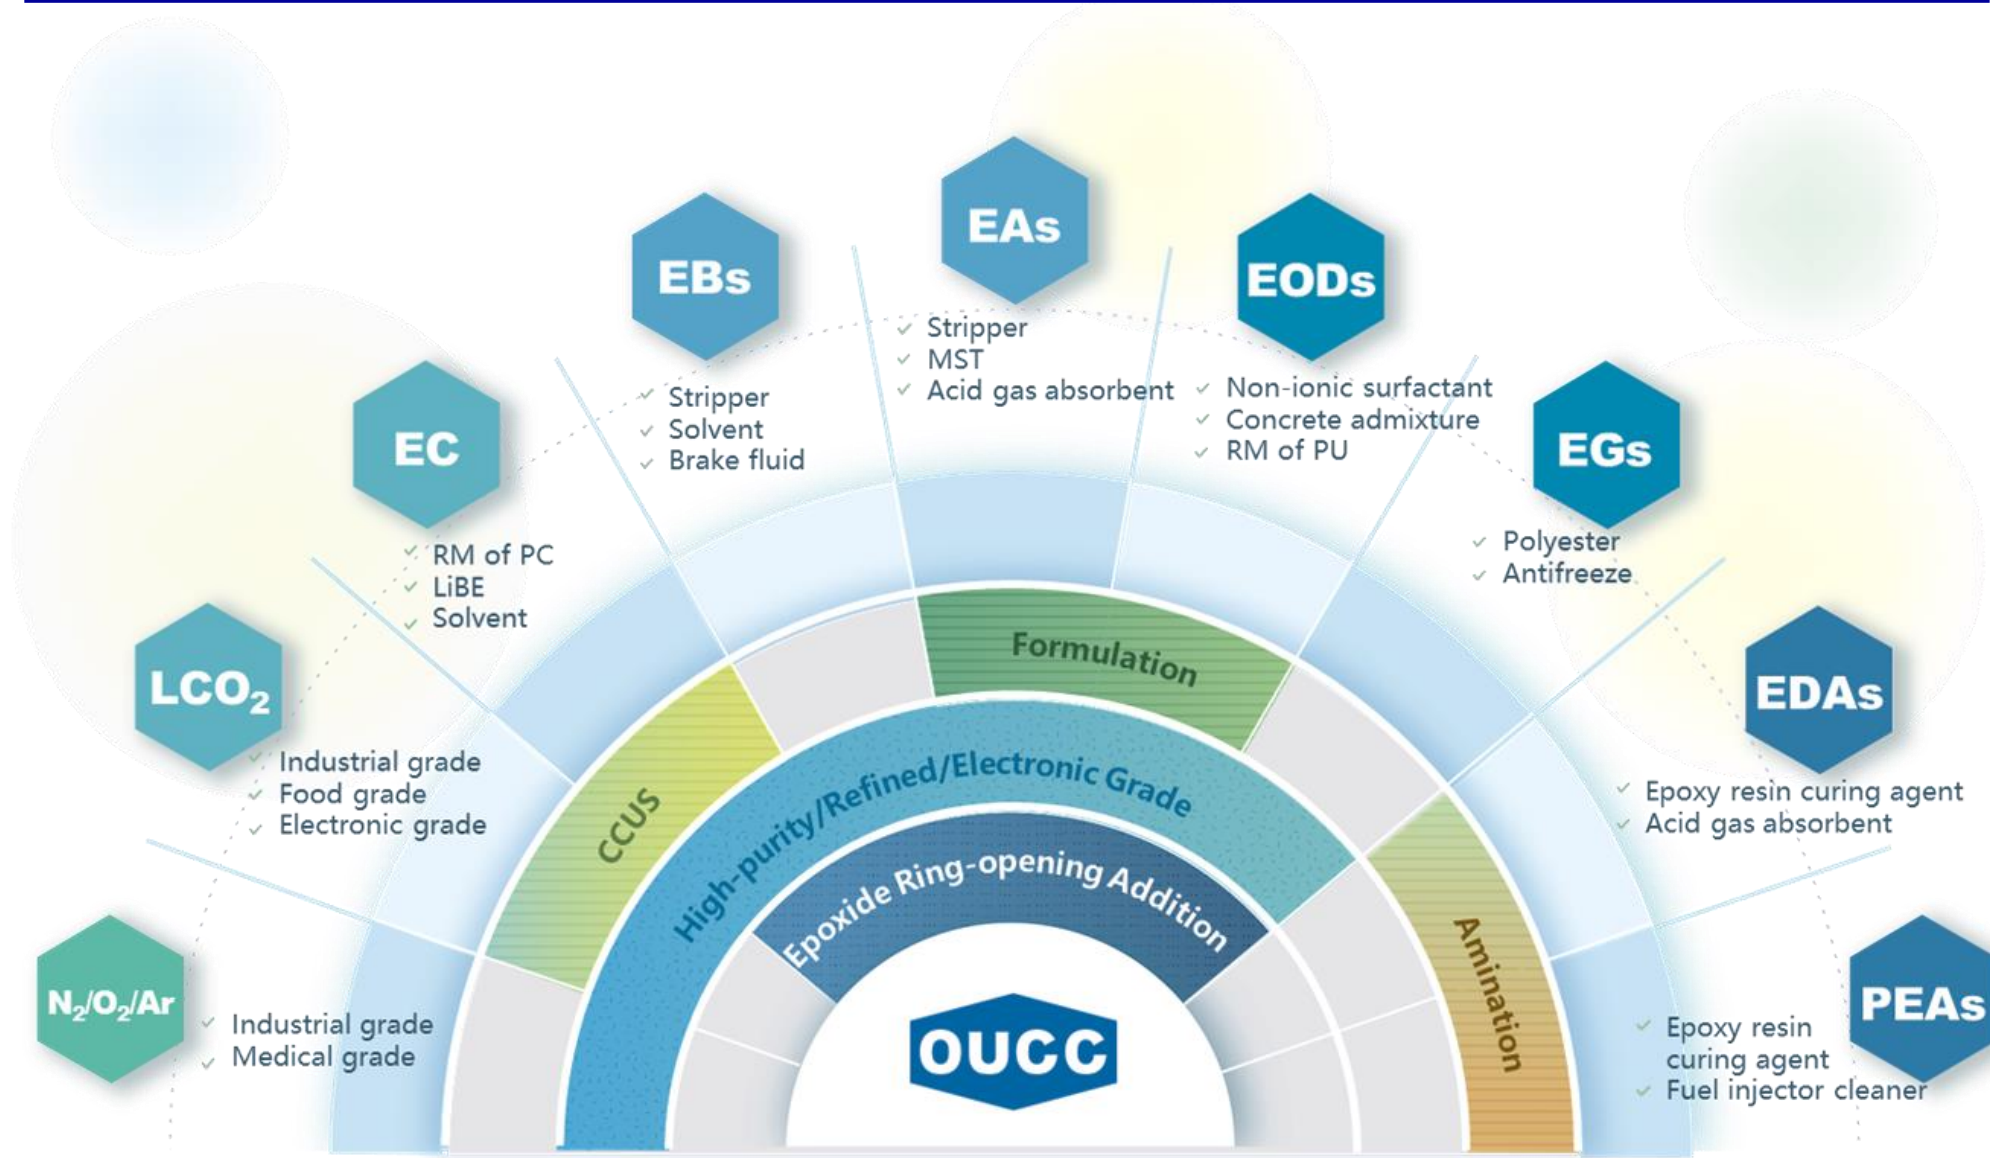 EAs
Stripper
MST
Acid gas absorbent
EBs
Stripper
Solvent
Brake fluid
EODs
Non-ionic surfactant
Concrete admixture
RM of PU
EC
RM of PC
LiBE
Solvent
EGs
Polyester
Antifreeze
LCO₂
Industrial grade
Food grade
Electronic grade
EDAs
Epoxy resin curing agent
Acid gas absorbent
N₂/O₂/Ar
Industrial grade
Medical grade
PEAs
Epoxy resin
curing agent
Fuel injector cleaner
Formulation
CCUS
Amination
High-purity/Refined/Electronic Grade
Epoxide Ring-opening Addition
OUCC